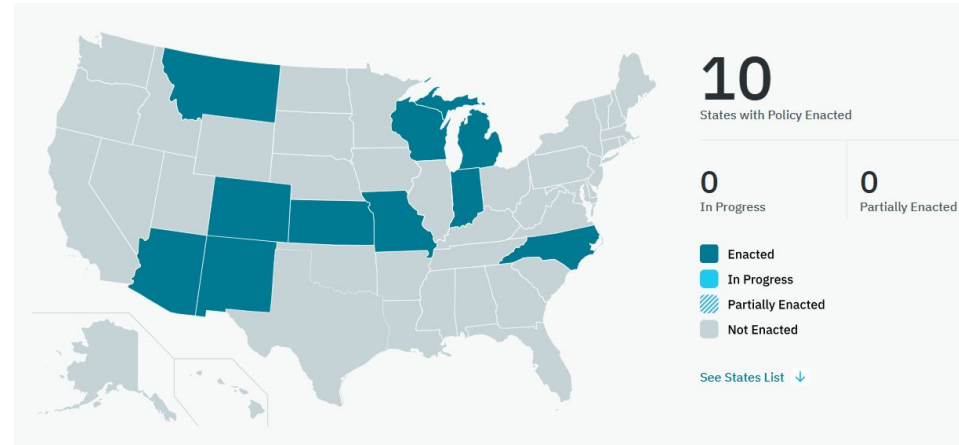 10
States with Policy Enacted
0
In Progress
0
Partially Enacted
Enacted
In Progress
Partially Enacted
Not Enacted
See States List ↓